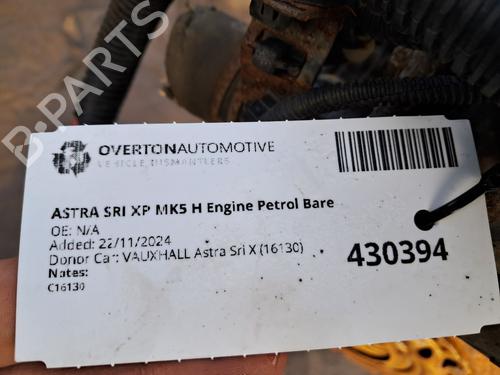 OVERTONAUTOMOTIVE
VEHICLE DISMANTLERS
ASTRA SRI XP MK5 H Engine Petrol Bare
OE: N/A
Added: 22/11/2024
Donor Car: VAUXHALL Astra Sri X (16130)
430394
Notes:
C16130
B-PARTS